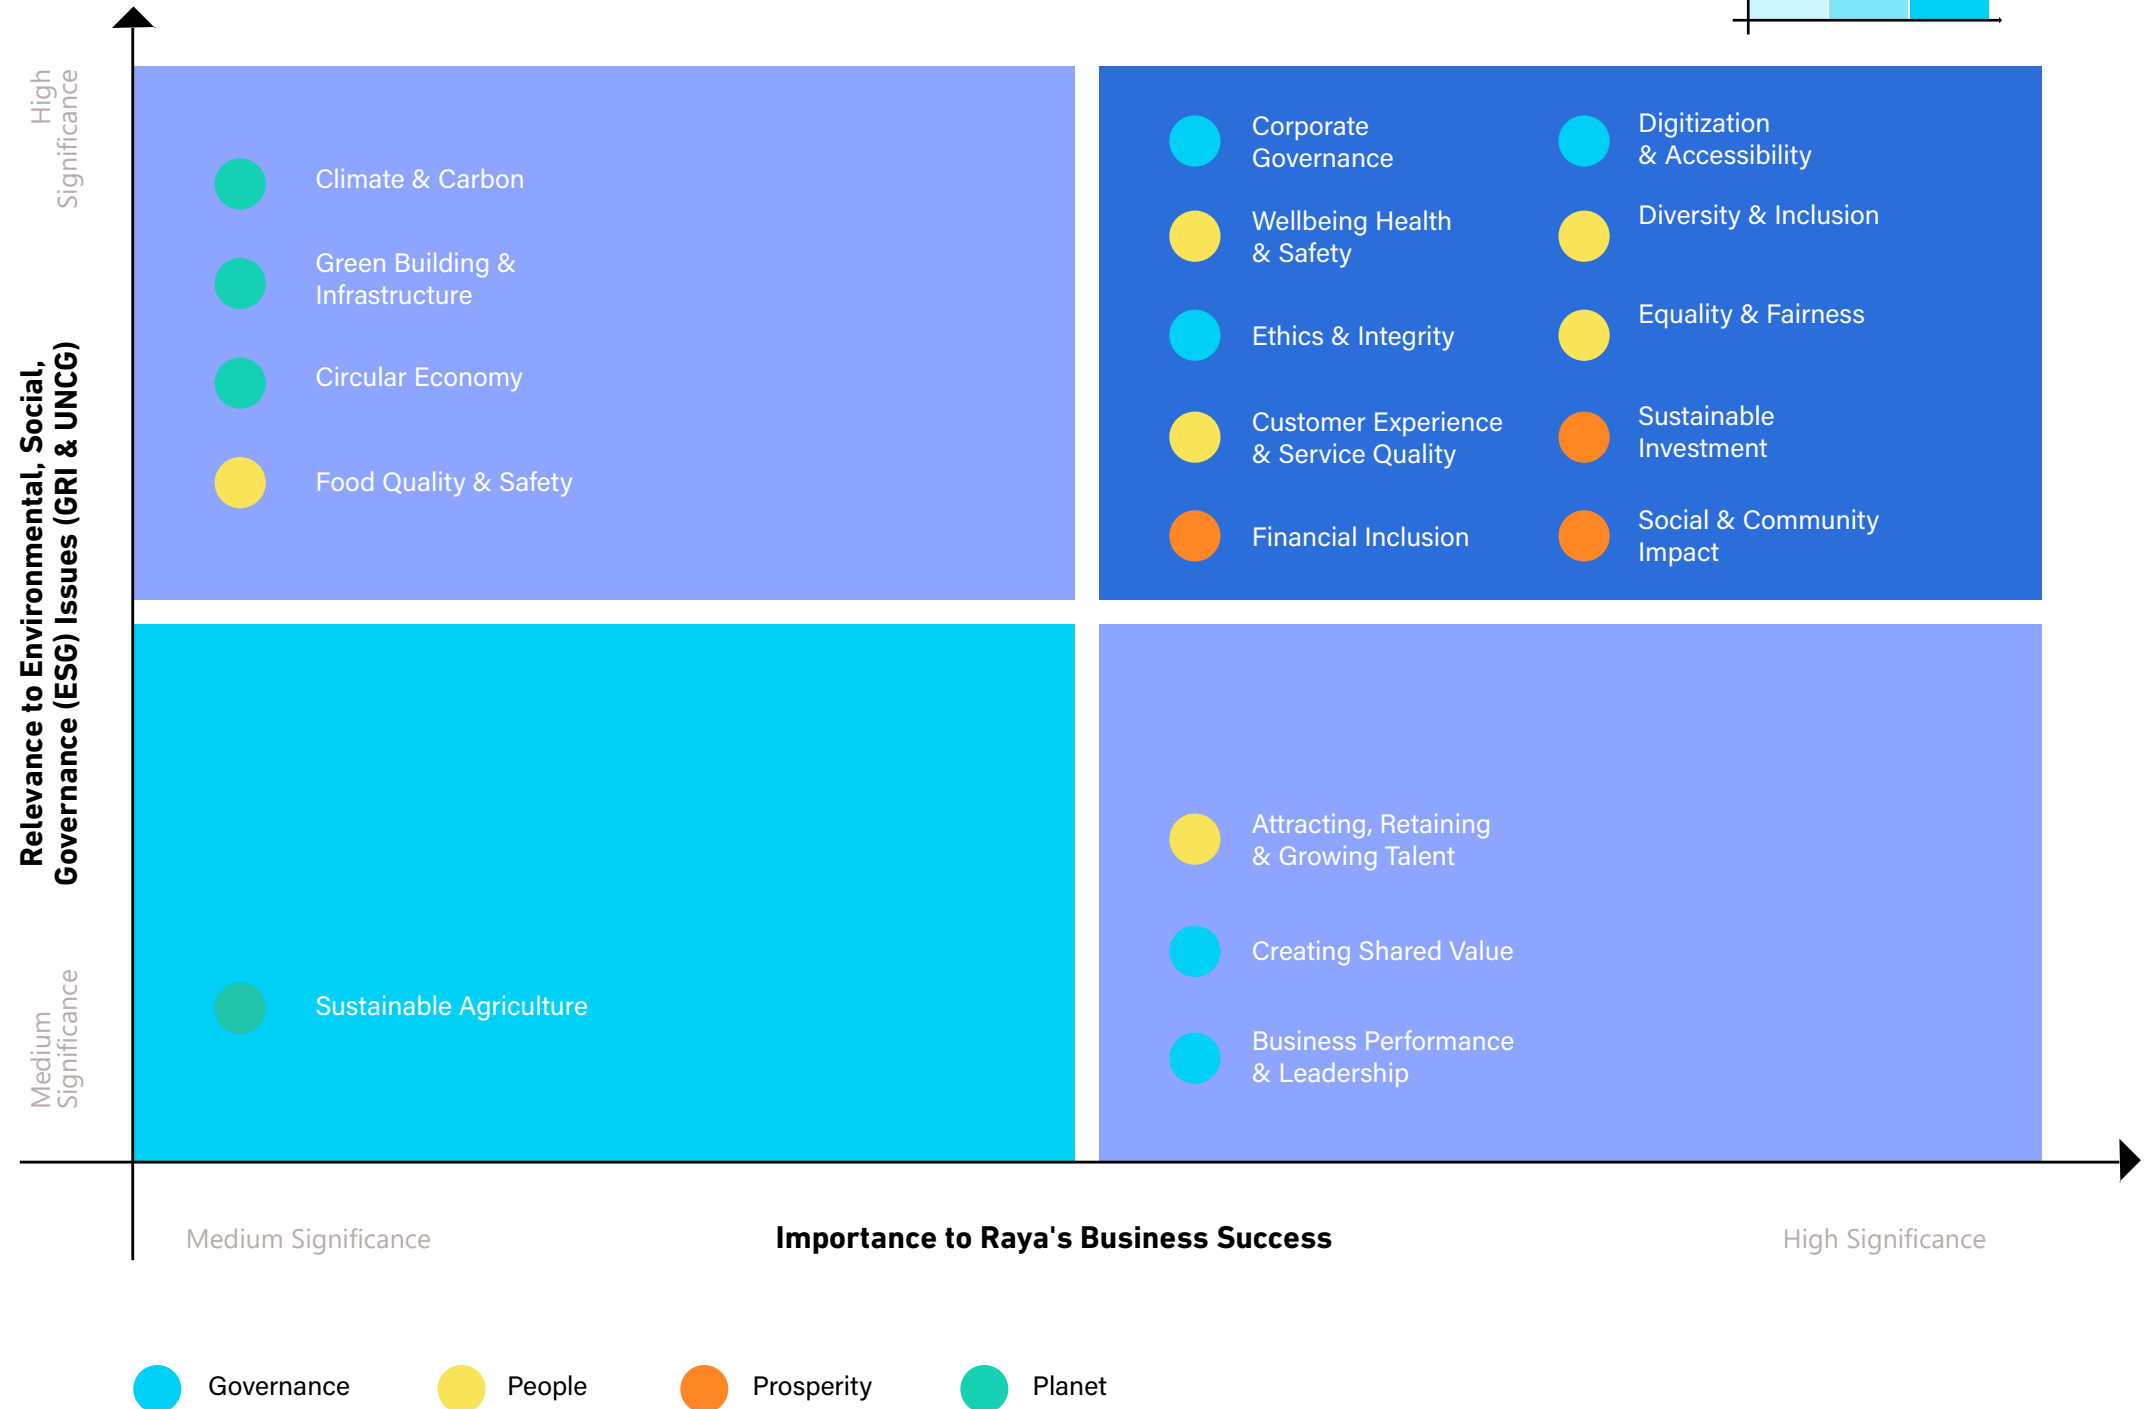 High
Significance
Relevance to Environmental, Social,
Governance (ESG) Issues (GRI & UNCG)
Medium
Significance
Climate & Carbon
Green Building &
Infrastructure
Circular Economy
Food Quality & Safety
Corporate
Governance
Wellbeing Health
& Safety
Ethics & Integrity
Customer Experience
& Service Quality
Financial Inclusion
Digitization
& Accessibility
Diversity & Inclusion
Equality & Fairness
Sustainable
Investment
Social & Community
Impact
Sustainable Agriculture
Attracting, Retaining
& Growing Talent
Creating Shared Value
Business Performance
& Leadership
Medium Significance
Importance to Raya's Business Success
High Significance
Governance
People
Prosperity
Planet